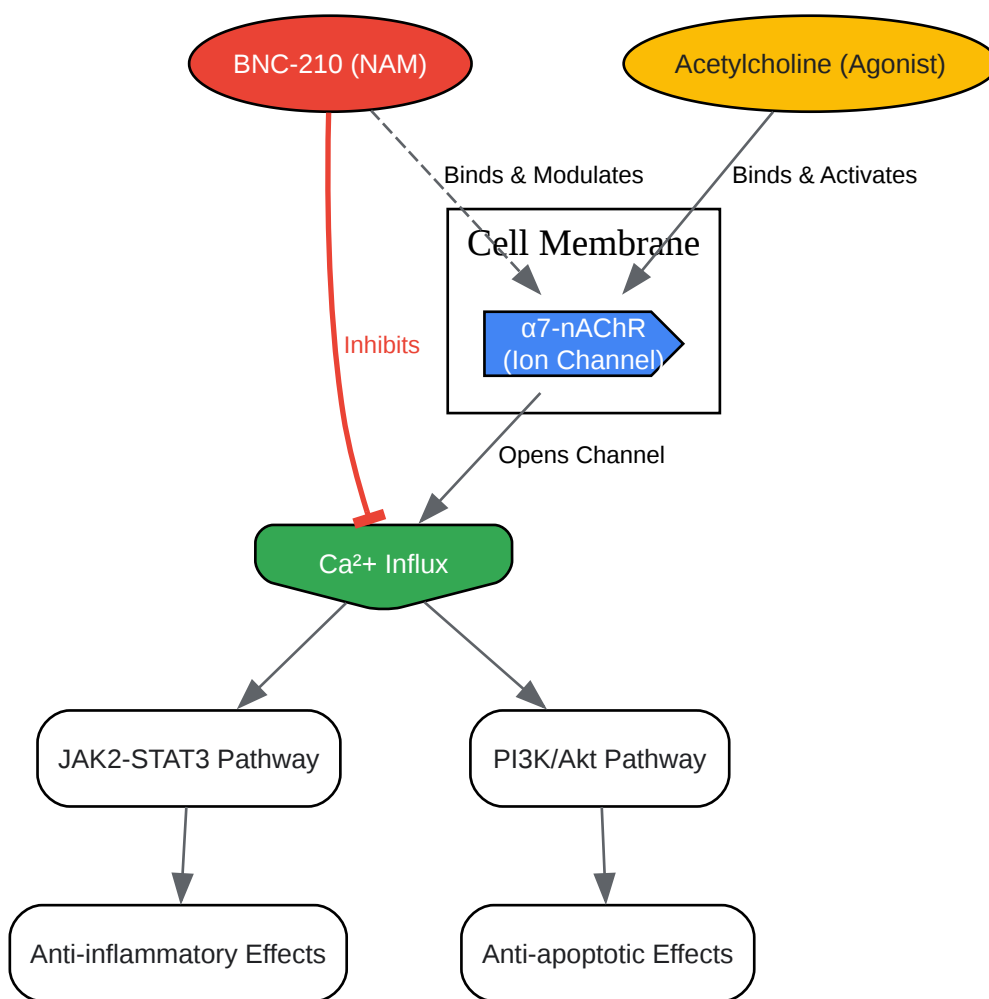 BNC-210 (NAM)
Acetylcholine (Agonist)
Binds & Modulates
Binds & Activates
Cell Membrane
α7-nAChR
(Ion Channel)
Inhibits
Opens Channel
Ca²+ Influx
JAK2-STAT3 Pathway
PI3K/Akt Pathway
Anti-inflammatory Effects
Anti-apoptotic Effects